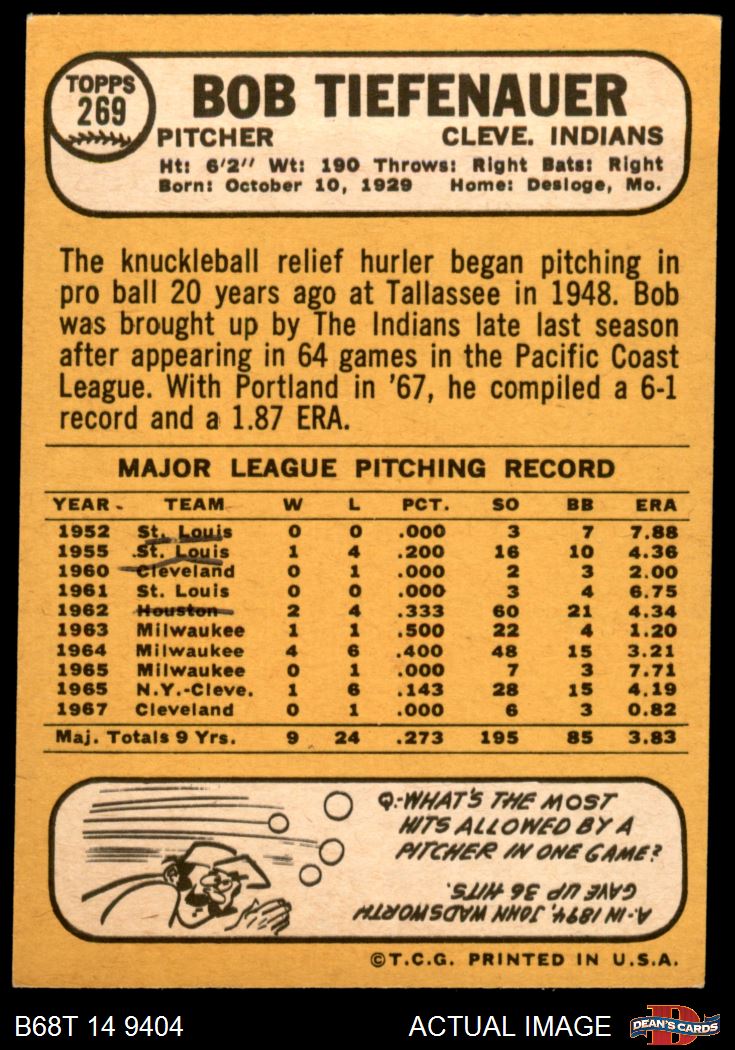 TOPPS
269
BOB TIEFENAUER
PITCHER CLEVE. INDIANS
Ht: 6'2" Wt: 190 Throws: Right Bats: Right
Born: October 10, 1929 Home: Desloge, Mo.
The knuckleball relief hurler began pitching in
pro ball 20 years ago at Tallassee in 1948. Bob
was brought up by The Indians late last season
after appearing in 64 games in the Pacific Coast
League. With Portland in '67, he compiled a 6-1
record and a 1.87 ERA.
MAJOR LEAGUE PITCHING RECORD
YEAR TEAM W L PCT. SO BB ERA
1952 St. Louis 0 0 .000 3 7 7.88
1955 St. Louis 1 4 .200 16 10 4.36
1960 Cleveland 0 1 .000 2 3 2.00
1961 St. Louis 0 0 .000 3 4 6.75
1962 Houston 2 4 .333 60 21 4.34
1963 Milwaukee 1 1 .500 22 4 1.20
1964 Milwaukee 4 6 .400 48 15 3.21
1965 Milwaukee 0 1 .000 7 3 7.71
1965 N.Y.-Cleve. 1 6 .143 28 15 4.19
1967 Cleveland 0 1 .000 6 3 0.82
Maj. Totals 9 Yrs. 9 24 .273 195 85 3.83
Q.-WHAT'S THE MOST
HITS ALLOWED BY A
PITCHER IN ONE GAME?
A.-IN 1894, JOHN WADSWORTH
GAVE UP 36 HITS.
©T.C.G. PRINTED IN U.S.A.
B68T 14 9404 ACTUAL IMAGE
DEAN'S CARDS